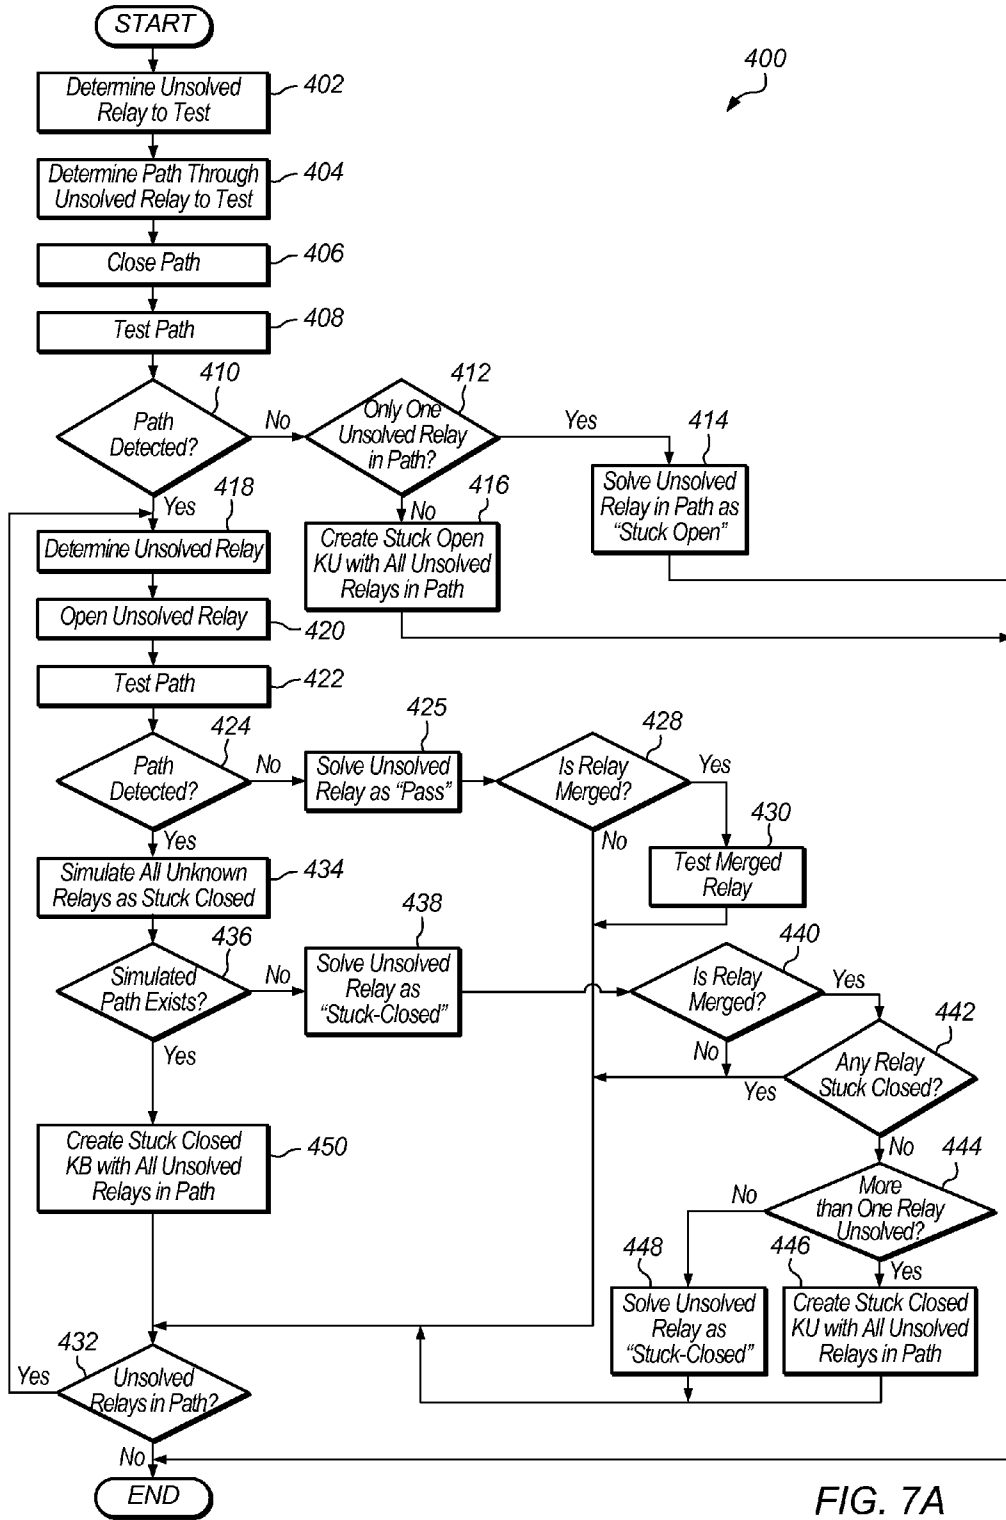 START
400
Determine Unsolved
Relay to Test
402
Determine Path Through
Unsolved Relay to Test
404
Close Path
406
Test Path
408
Path
Detected?
410
No
Yes
Only One
Unsolved Relay
in Path?
412
Yes
No
Solve Unsolved
Relay in Path as
“Stuck Open”
414
Create Stuck Open
KU with All Unsolved
Relays in Path
416
Determine Unsolved Relay
418
Open Unsolved Relay
420
Test Path
422
Path
Detected?
424
No
Yes
Solve Unsolved
Relay as “Pass”
425
Is Relay
Merged?
428
Yes
No
Test Merged
Relay
430
Simulate All Unknown
Relays as Stuck Closed
434
Simulated
Path Exists?
436
No
Yes
Solve Unsolved
Relay as
“Stuck-Closed”
438
Is Relay
Merged?
440
Yes
No
Any Relay
Stuck Closed?
442
Yes
No
More
than One Relay
Unsolved?
444
No
Yes
Create Stuck Closed
KB with All Unsolved
Relays in Path
450
Solve Unsolved
Relay as
“Stuck-Closed”
448
Create Stuck Closed
KU with All Unsolved
Relays in Path
446
Unsolved
Relays in Path?
432
Yes
No
END
FIG. 7A